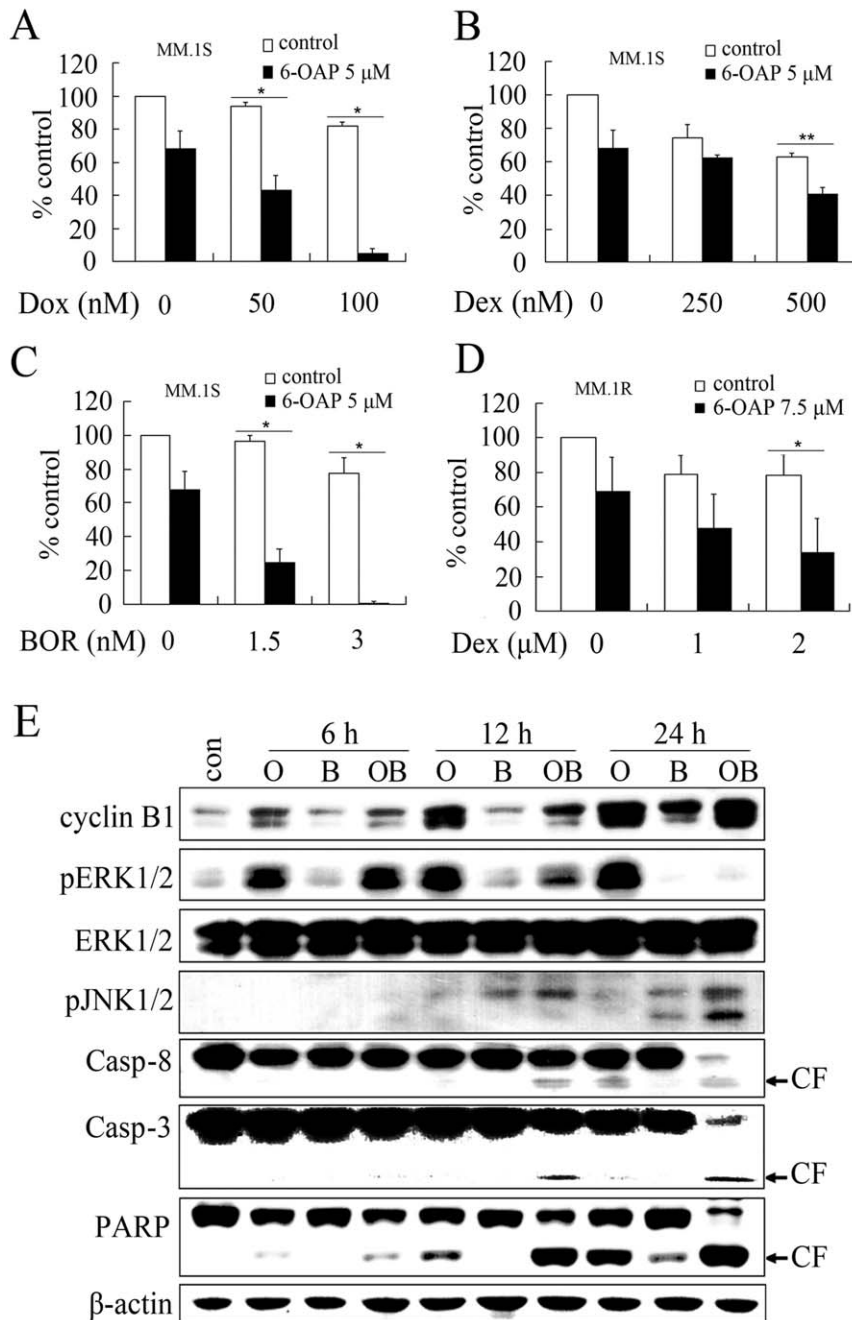 A
MM.1S
control
6-OAP 5 μM
% control
120
100
80
60
40
20
0
*
*
Dox (nM) 0 50 100
B
MM.1S
control
6-OAP 5 μM
% control
120
100
80
60
40
20
0
**
Dex (nM) 0 250 500
C
MM.1S
control
6-OAP 5 μM
% control
120
100
80
60
40
20
0
*
*
BOR (nM) 0 1.5 3
D
MM.1R
control
6-OAP 7.5 μM
% control
120
100
80
60
40
20
0
*
Dex (μM) 0 1 2
E
6 h 12 h 24 h
con O B OB O B OB O B OB
cyclin B1
pERK1/2
ERK1/2
pJNK1/2
Casp-8
CF
Casp-3
CF
PARP
CF
β-actin